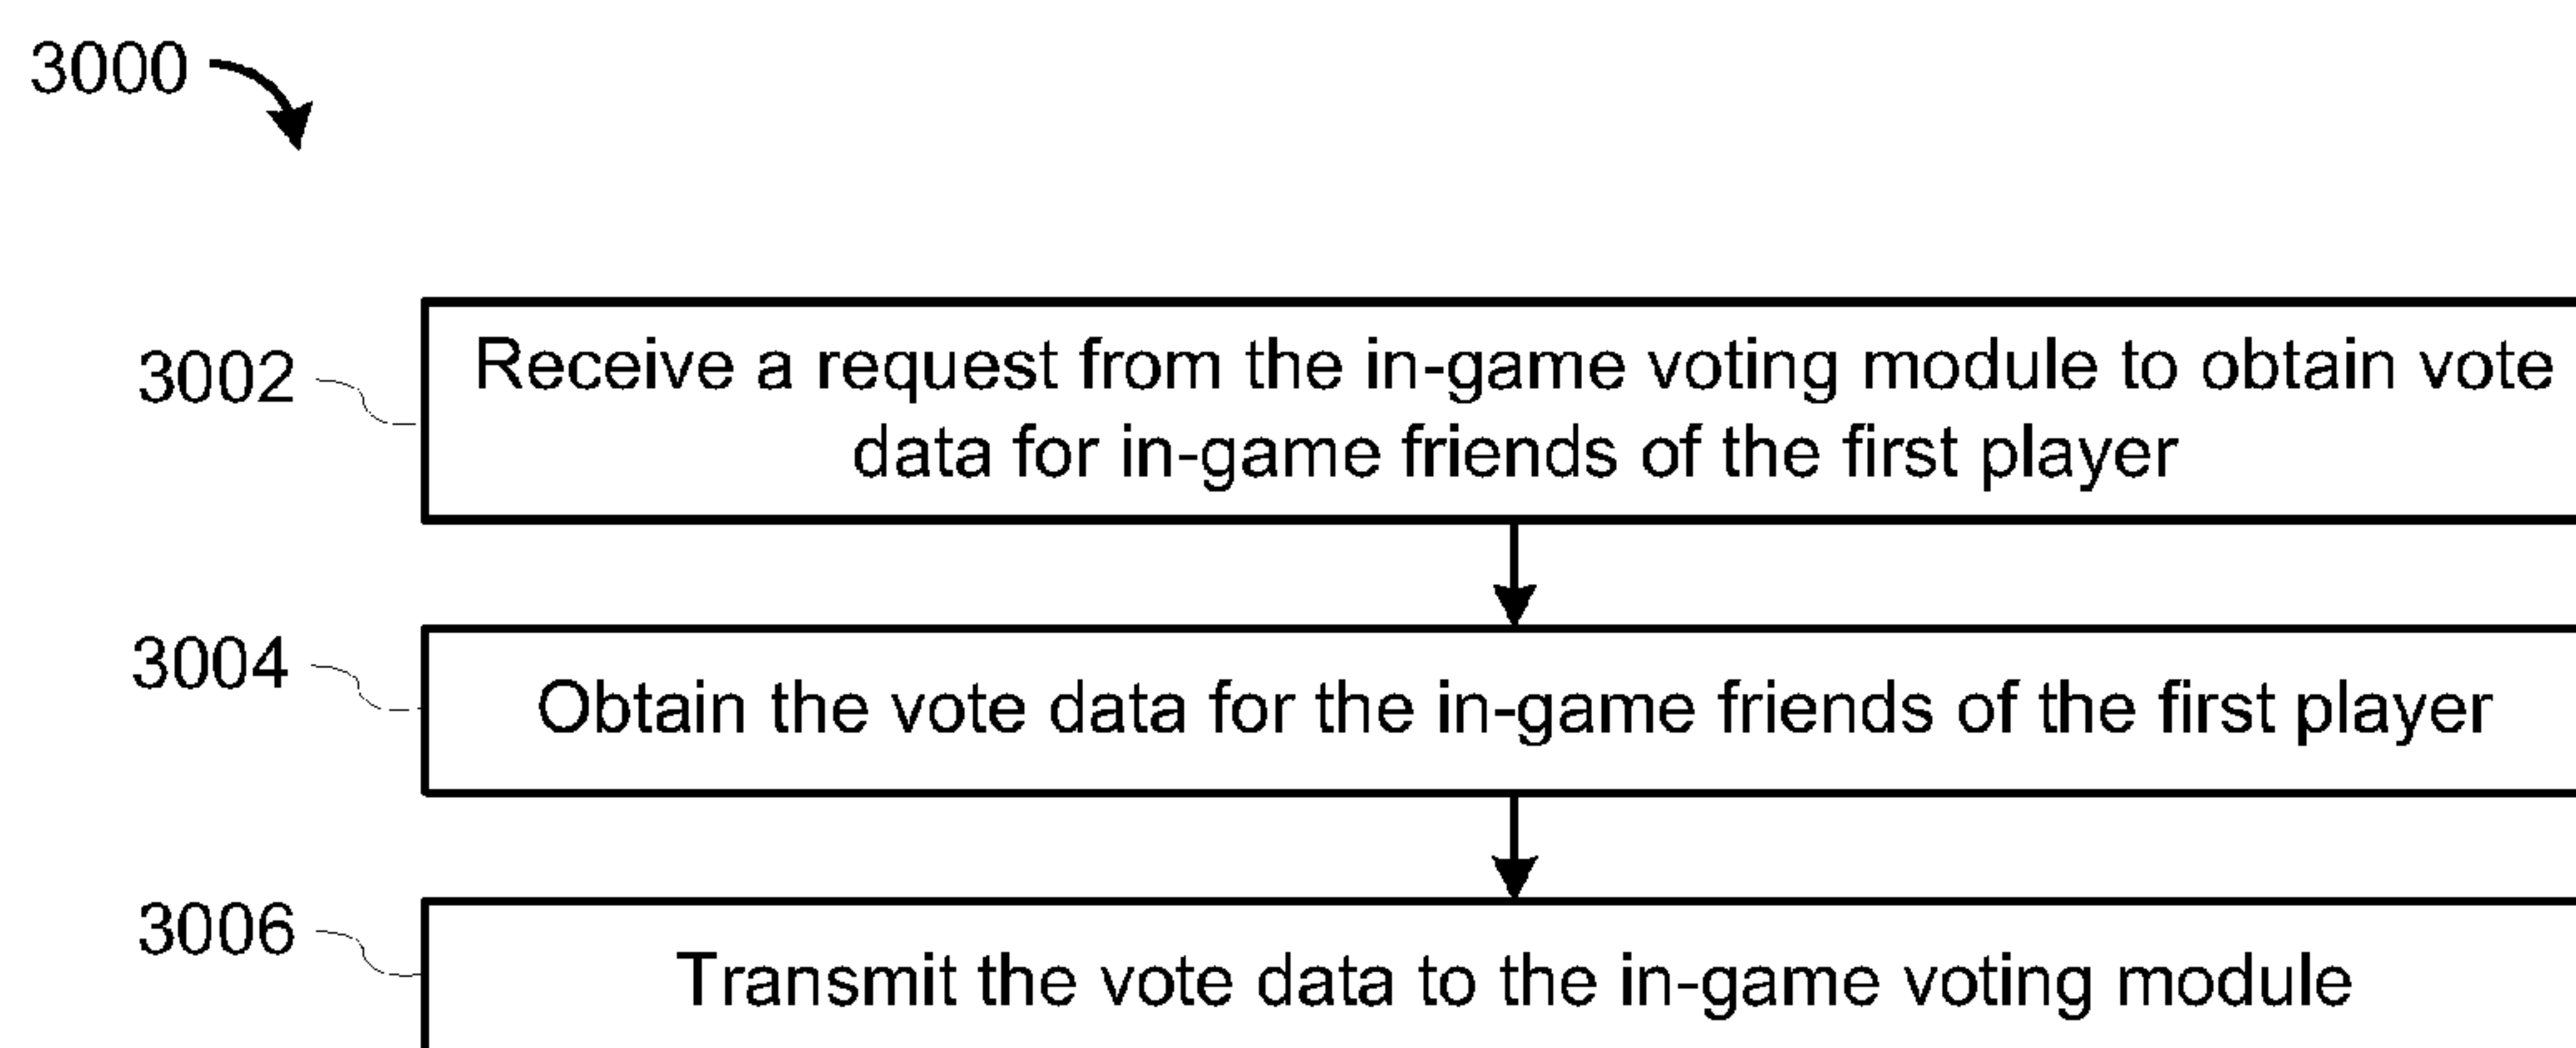 3000
3002
Receive a request from the in-game voting module to obtain vote
data for in-game friends of the first player
3004
Obtain the vote data for the in-game friends of the first player
3006
Transmit the vote data to the in-game voting module